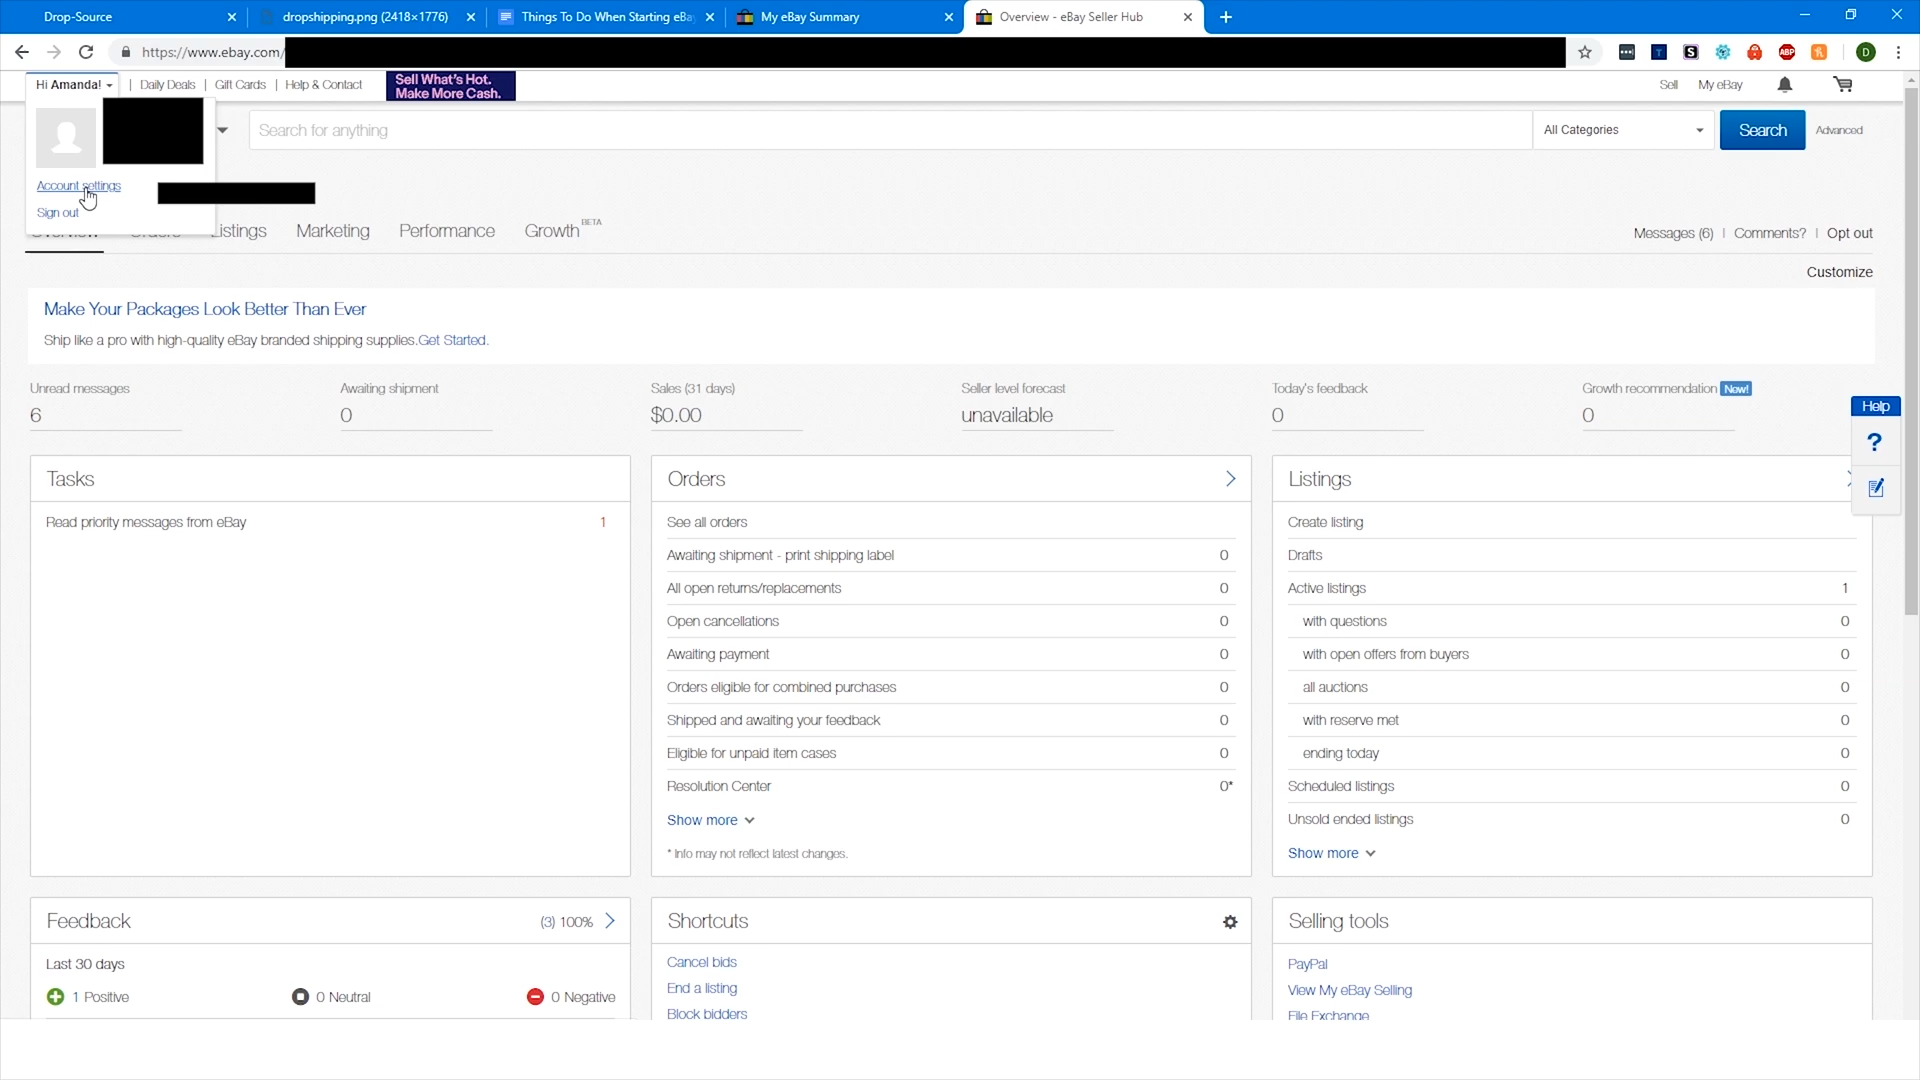 Drop-Source
dropshipping.png (2418×1776)
Things To Do When Starting eBa
My eBay Summary
Overview - eBay Seller Hub
https://www.ebay.com/
ABP
D
Hi Amanda!
Daily Deals
Gift Cards
Help & Contact
Sell What's Hot.
Make More Cash.
Sell
My eBay
Search for anything
All Categories
Search
Advanced
Account settings
Sign out
Overview
Orders
Listings
Marketing
Performance
Growth BETA
Messages (6) | Comments? | Opt out
Customize
Make Your Packages Look Better Than Ever
Ship like a pro with high-quality eBay branded shipping supplies.Get Started.
Unread messages
6
Awaiting shipment
0
Sales (31 days)
$0.00
Seller level forecast
unavailable
Today's feedback
0
Growth recommendation New!
0
Help
?
Tasks
Read priority messages from eBay 1
Orders
See all orders
Awaiting shipment - print shipping label 0
All open returns/replacements 0
Open cancellations 0
Awaiting payment 0
Orders eligible for combined purchases 0
Shipped and awaiting your feedback 0
Eligible for unpaid item cases 0
Resolution Center 0*
Show more
* Info may not reflect latest changes.
Listings
Create listing
Drafts
Active listings 1
with questions 0
with open offers from buyers 0
all auctions 0
with reserve met 0
ending today 0
Scheduled listings 0
Unsold ended listings 0
Show more
Feedback (3) 100%
Last 30 days
1 Positive
0 Neutral
0 Negative
Shortcuts
Cancel bids
End a listing
Block bidders
Selling tools
PayPal
View My eBay Selling
File Exchange